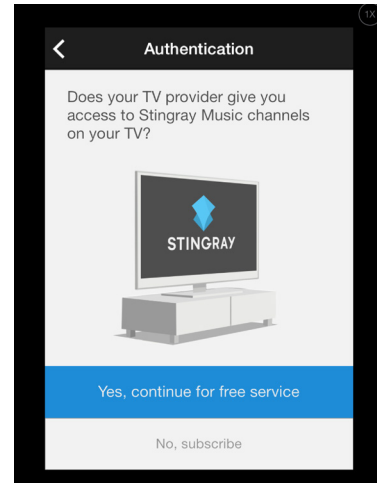 1X
Authentication
Does your TV provider give you
access to Stingray Music channels
on your TV?
STINGRAY
Yes, continue for free service
No, subscribe